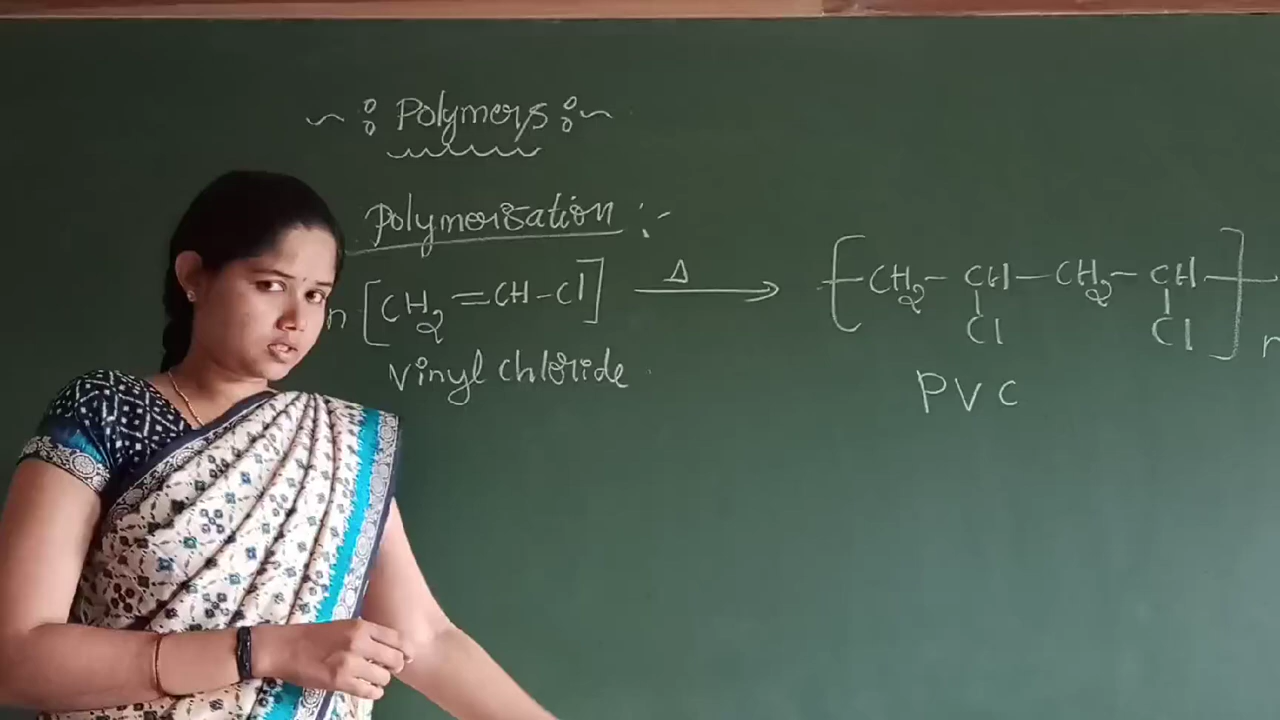 ~ : Polymers : ~
Polymerisation :-
n [CH₂=CH-Cl] Δ → [-CH₂-CH-CH₂-CH-]n
Cl Cl
Vinyl chloride
PVC